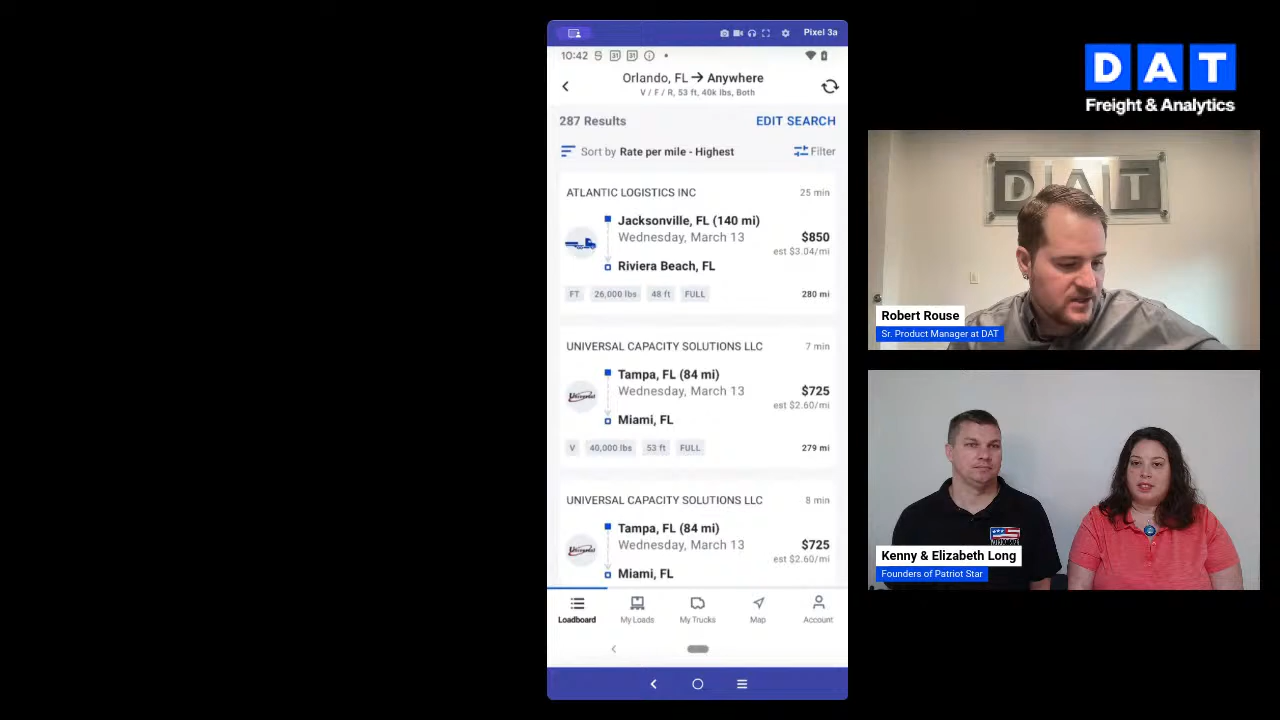 Pixel 3a
10:42
31
31
Orlando, FL → Anywhere
V / F / R, 53 ft, 40k lbs, Both
287 Results
EDIT SEARCH
Sort by Rate per mile - Highest
Filter
ATLANTIC LOGISTICS INC
25 min
Jacksonville, FL (140 mi)
Wednesday, March 13
$850
est $3.04/mi
Riviera Beach, FL
FT 26,000 lbs 48 ft FULL
280 mi
UNIVERSAL CAPACITY SOLUTIONS LLC
7 min
Tampa, FL (84 mi)
Wednesday, March 13
$725
est $2.60/mi
Universal
Miami, FL
V 40,000 lbs 53 ft FULL
279 mi
UNIVERSAL CAPACITY SOLUTIONS LLC
8 min
Tampa, FL (84 mi)
Wednesday, March 13
$725
est $2.60/mi
Universal
Miami, FL
Loadboard
My Loads
My Trucks
Map
Account
DAT
Freight & Analytics
DAT
Robert Rouse
Sr. Product Manager at DAT
Kenny & Elizabeth Long
Founders of Patriot Star